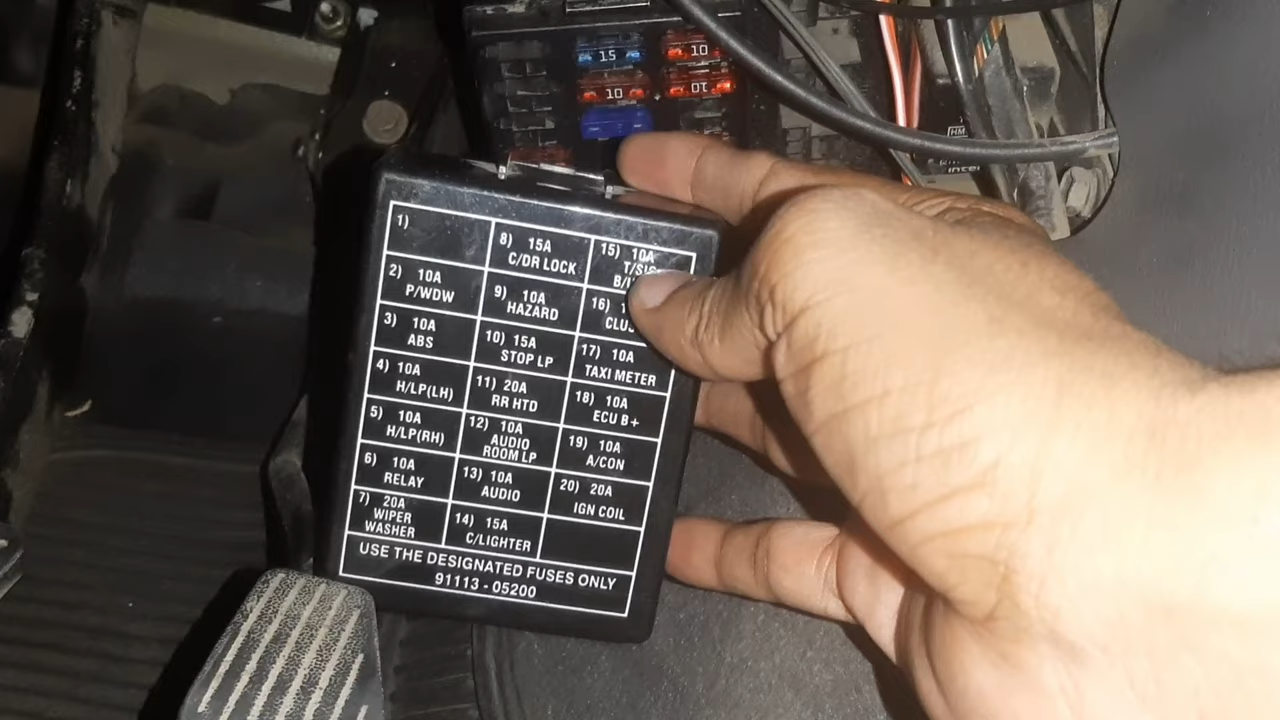 15
10
10
10
HM
1)
2) 10A
P/WDW
3) 10A
ABS
4) 10A
H/LP(LH)
5) 10A
H/LP(RH)
6) 10A
RELAY
7) 20A
WIPER
WASHER
8) 15A
C/DR LOCK
9) 10A
HAZARD
10) 15A
STOP LP
11) 20A
RR HTD
12) 10A
AUDIO
ROOM LP
13) 10A
AUDIO
14) 15A
C/LIGHTER
15) 10A
16)
17) 10A
TAXI METER
18) 10A
ECU B+
19) 10A
A/CON
20) 20A
IGN COIL
USE THE DESIGNATED FUSES ONLY
91113 - 05200